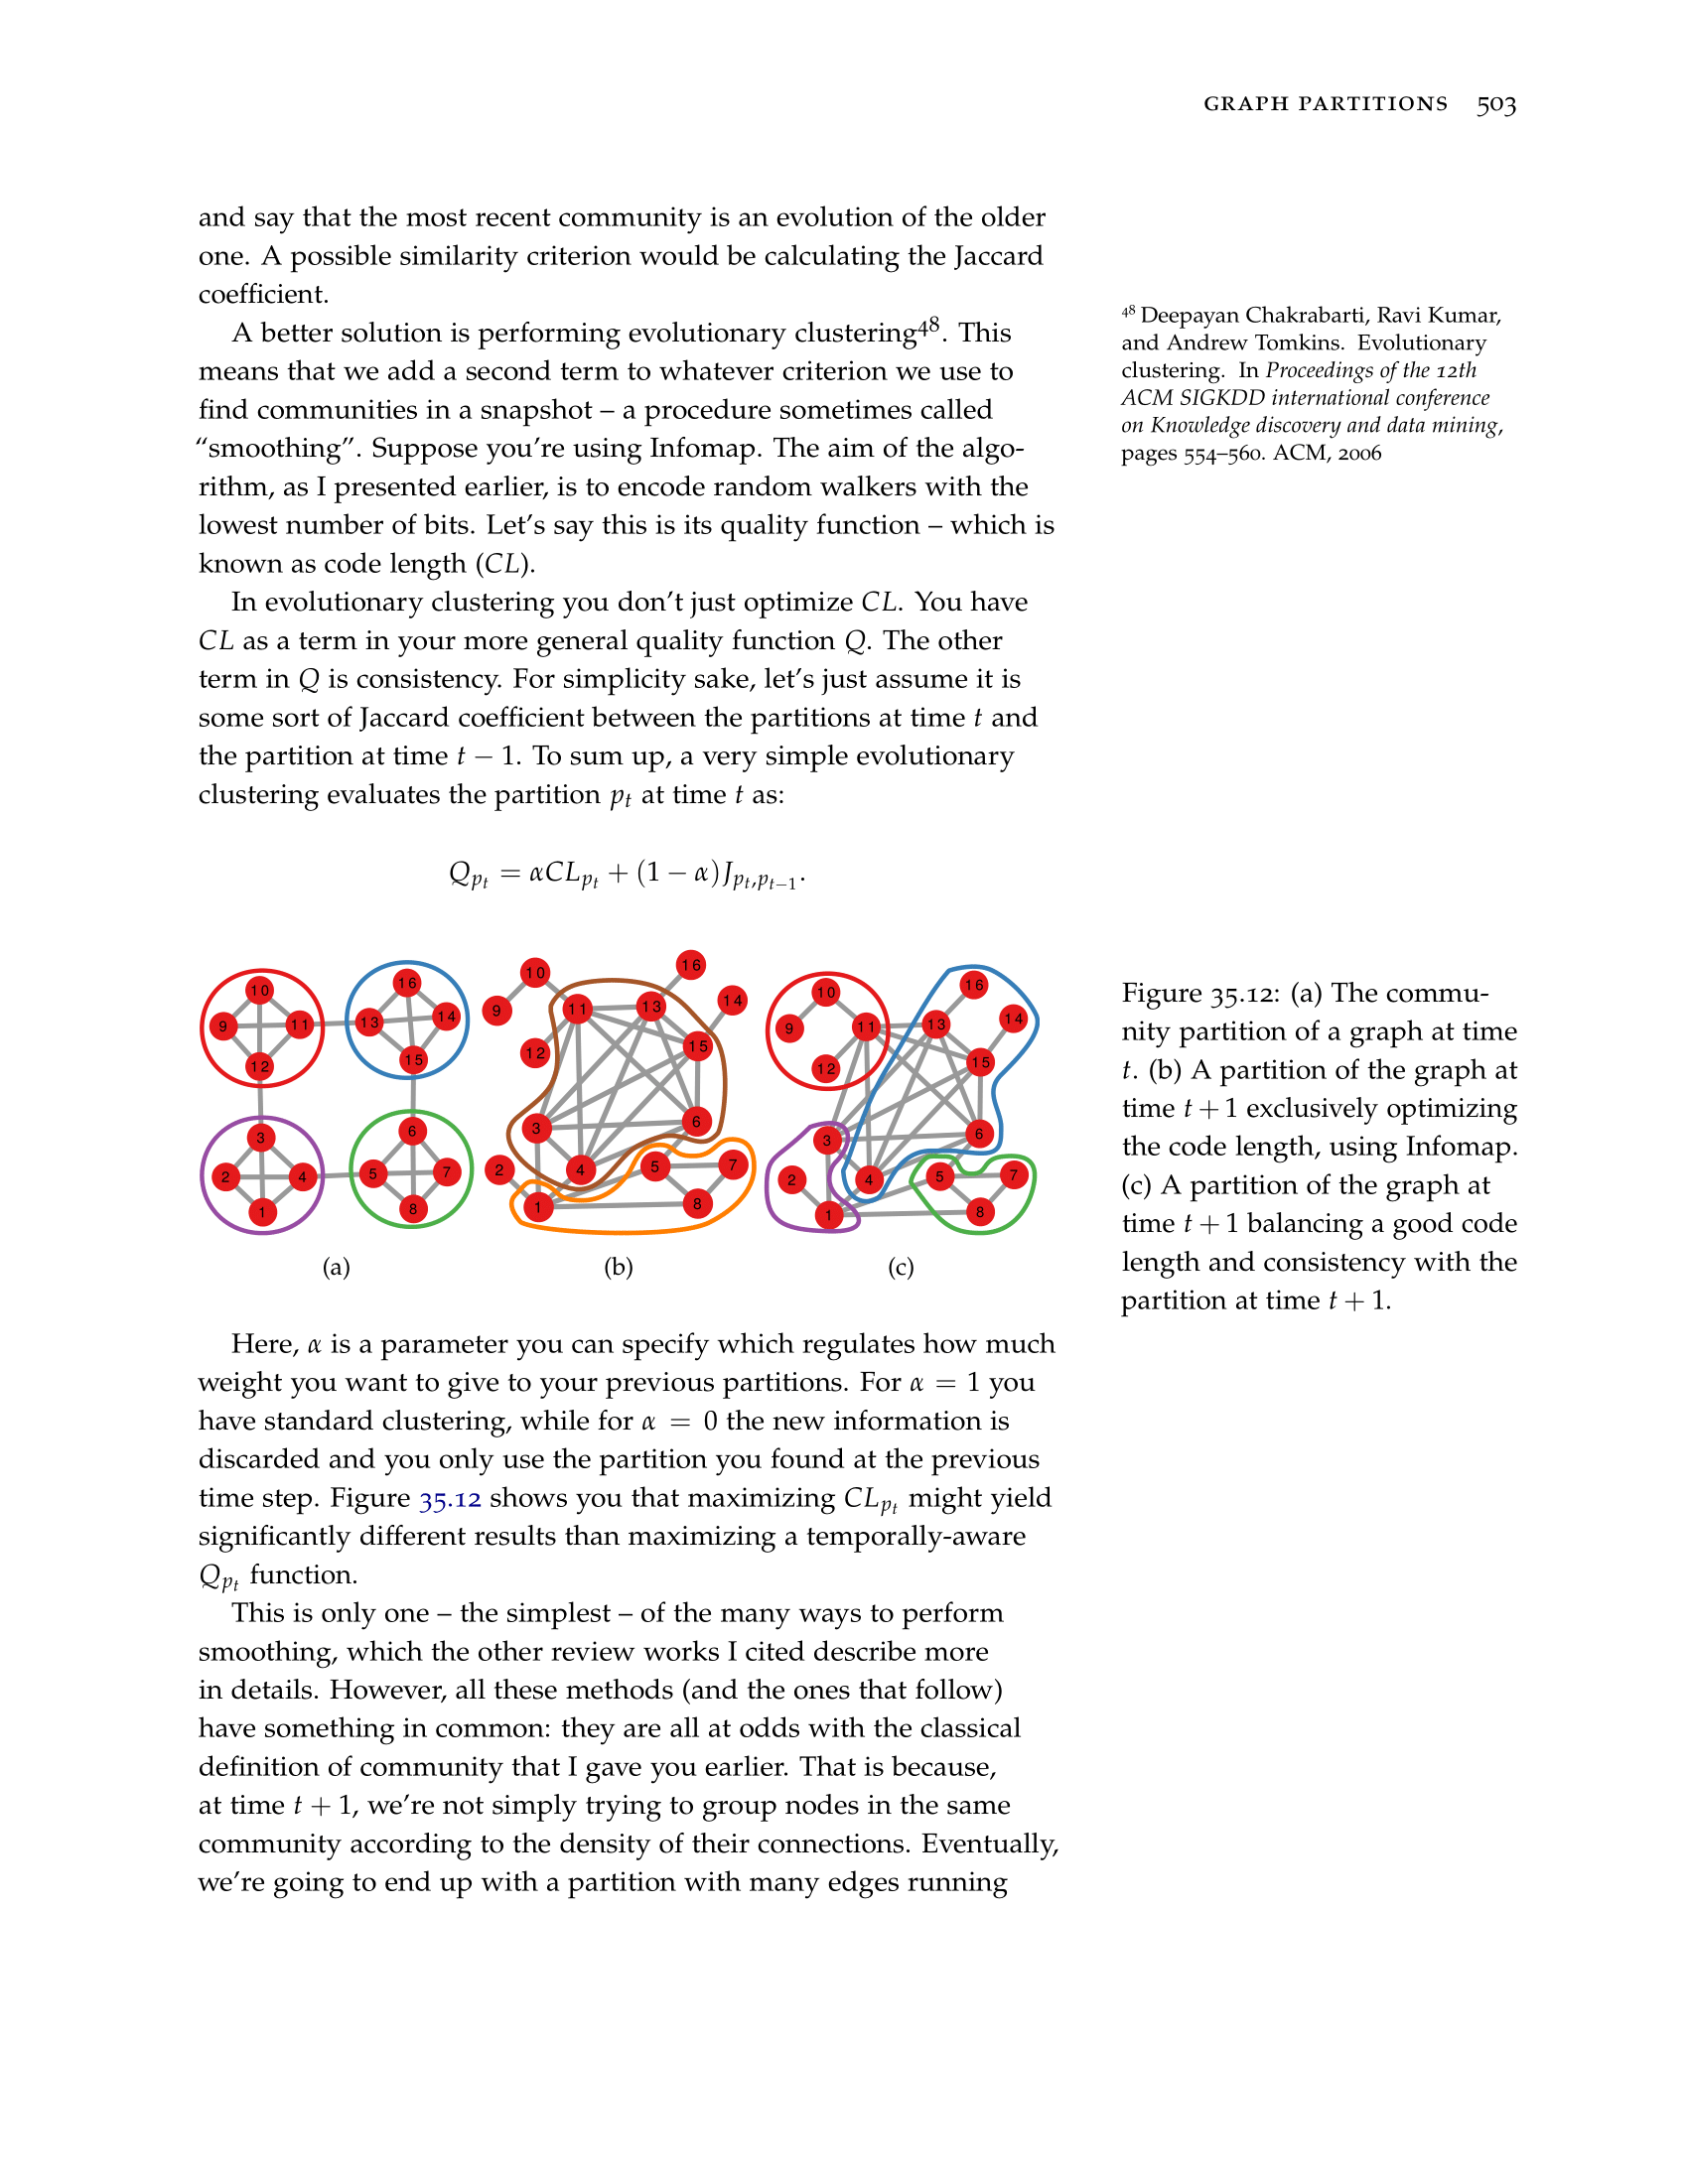 GRAPH PARTITIONS 503
and say that the most recent community is an evolution of the older
one. A possible similarity criterion would be calculating the Jaccard
coefficient.
A better solution is performing evolutionary clustering⁴⁸. This
means that we add a second term to whatever criterion we use to
find communities in a snapshot – a procedure sometimes called
“smoothing”. Suppose you’re using Infomap. The aim of the algo-
rithm, as I presented earlier, is to encode random walkers with the
lowest number of bits. Let’s say this is its quality function – which is
known as code length (CL).
In evolutionary clustering you don’t just optimize CL. You have
CL as a term in your more general quality function Q. The other
term in Q is consistency. For simplicity sake, let’s just assume it is
some sort of Jaccard coefficient between the partitions at time t and
the partition at time t − 1. To sum up, a very simple evolutionary
clustering evaluates the partition p_t at time t as:
Q_{p_t} = αCL_{p_t} + (1 − α)J_{p_t,p_{t−1}}.
⁴⁸ Deepayan Chakrabarti, Ravi Kumar,
and Andrew Tomkins. Evolutionary
clustering. In Proceedings of the 12th
ACM SIGKDD international conference
on Knowledge discovery and data mining,
pages 554–560. ACM, 2006
10
9
11
12
16
13
14
15
3
2
4
1
6
5
7
8
(a)
10
16
9
11
13
14
12
15
3
6
2
4
5
7
1
8
(b)
10
16
9
11
13
14
12
15
3
6
2
4
5
7
1
8
(c)
Figure 35.12: (a) The commu-
nity partition of a graph at time
t. (b) A partition of the graph at
time t + 1 exclusively optimizing
the code length, using Infomap.
(c) A partition of the graph at
time t + 1 balancing a good code
length and consistency with the
partition at time t + 1.
Here, α is a parameter you can specify which regulates how much
weight you want to give to your previous partitions. For α = 1 you
have standard clustering, while for α = 0 the new information is
discarded and you only use the partition you found at the previous
time step. Figure 35.12 shows you that maximizing CL_{p_t} might yield
significantly different results than maximizing a temporally-aware
Q_{p_t} function.
This is only one – the simplest – of the many ways to perform
smoothing, which the other review works I cited describe more
in details. However, all these methods (and the ones that follow)
have something in common: they are all at odds with the classical
definition of community that I gave you earlier. That is because,
at time t + 1, we’re not simply trying to group nodes in the same
community according to the density of their connections. Eventually,
we’re going to end up with a partition with many edges running